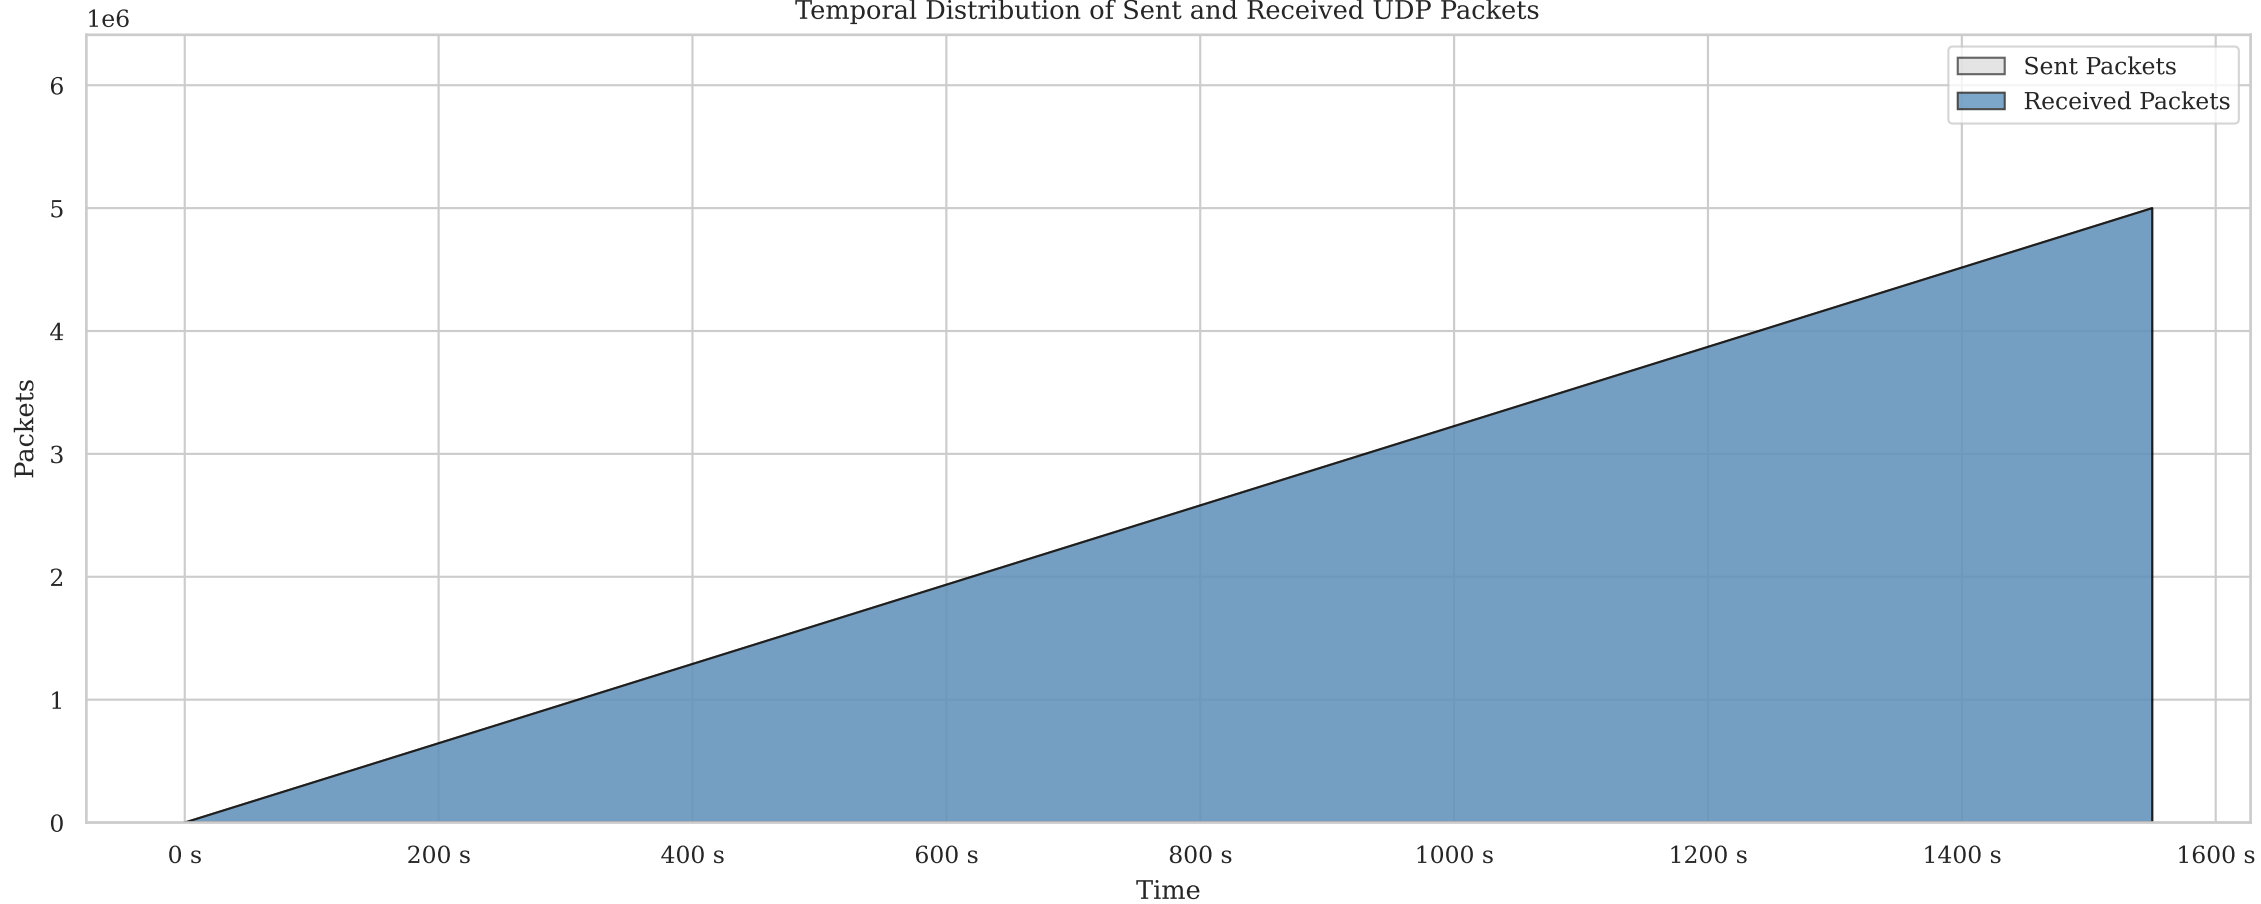 Temporal Distribution of Sent and Received UDP Packets
1e6
Sent Packets
Received Packets
6
5
4
3
2
1
0
Packets
0 s
200 s
400 s
600 s
800 s
1000 s
1200 s
1400 s
1600 s
Time